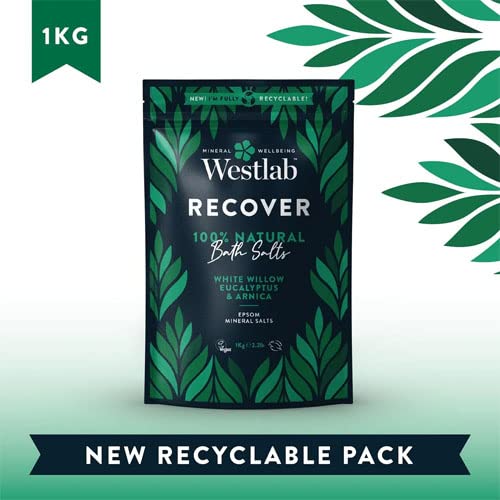 1KG
NEW! I'M FULLY RECYCLABLE!
MINERAL WELLBEING
Westlab™
RECOVER
100% NATURAL
Bath Salts
WHITE WILLOW
EUCALYPTUS
& ARNICA
EPSOM
MINERAL SALTS
Vegan
1Kg℮2.2lb
NEW RECYCLABLE PACK